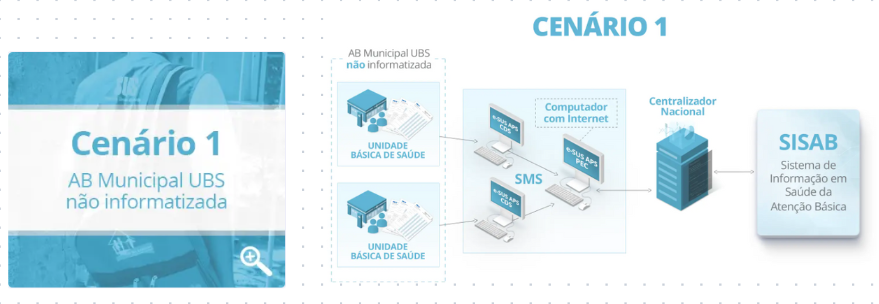 CENÁRIO 1
SUS
Cenário 1
AB Municipal UBS
não informatizada
AB Municipal UBS
não informatizada
UNIDADE
BÁSICA DE SAÚDE
UNIDADE
BÁSICA DE SAÚDE
e-SUS APS
CDS
e-SUS APS
CDS
SMS
Computador
com Internet
e-SUS APS
PEC
Centralizador
Nacional
SISAB
Sistema de
Informação em
Saúde da
Atenção Básica